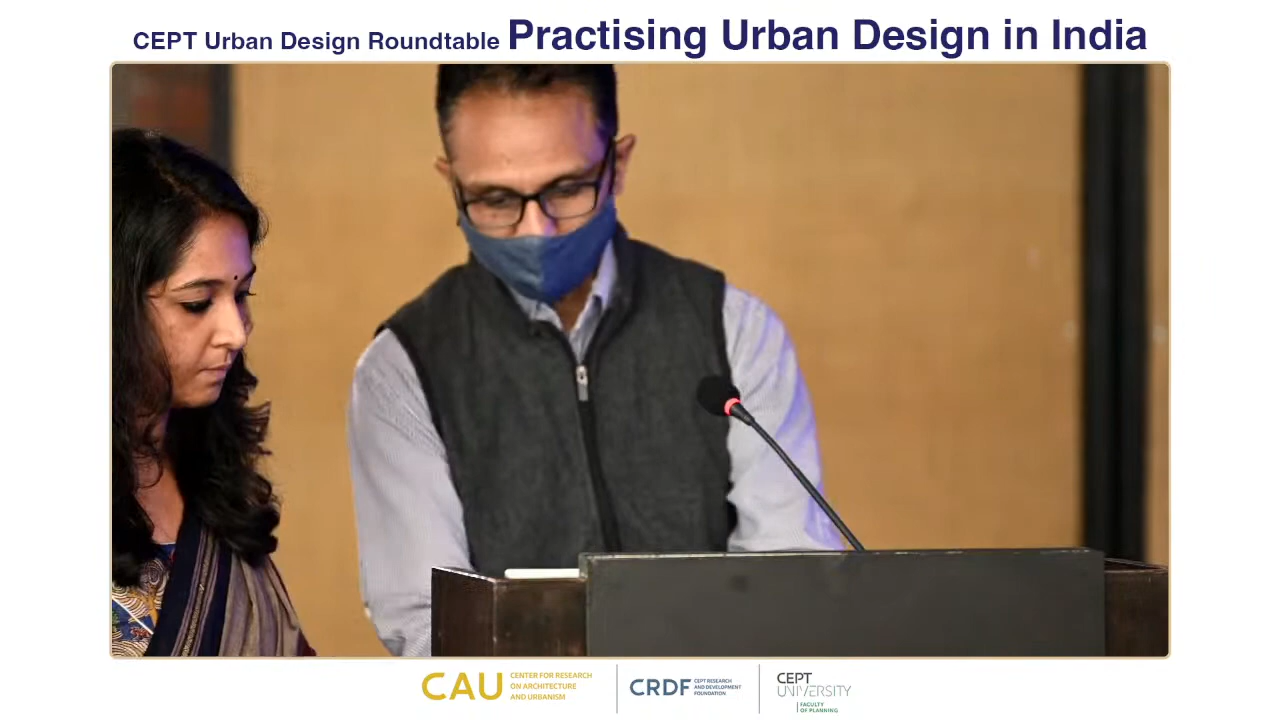 CEPT Urban Design Roundtable Practising Urban Design in India
CAU CENTER FOR RESEARCH
ON ARCHITECTURE
AND URBANISM
CRDF CEPT RESEARCH
AND DEVELOPMENT
FOUNDATION
CEPT
UNIVERSITY
FACULTY
OF PLANNING